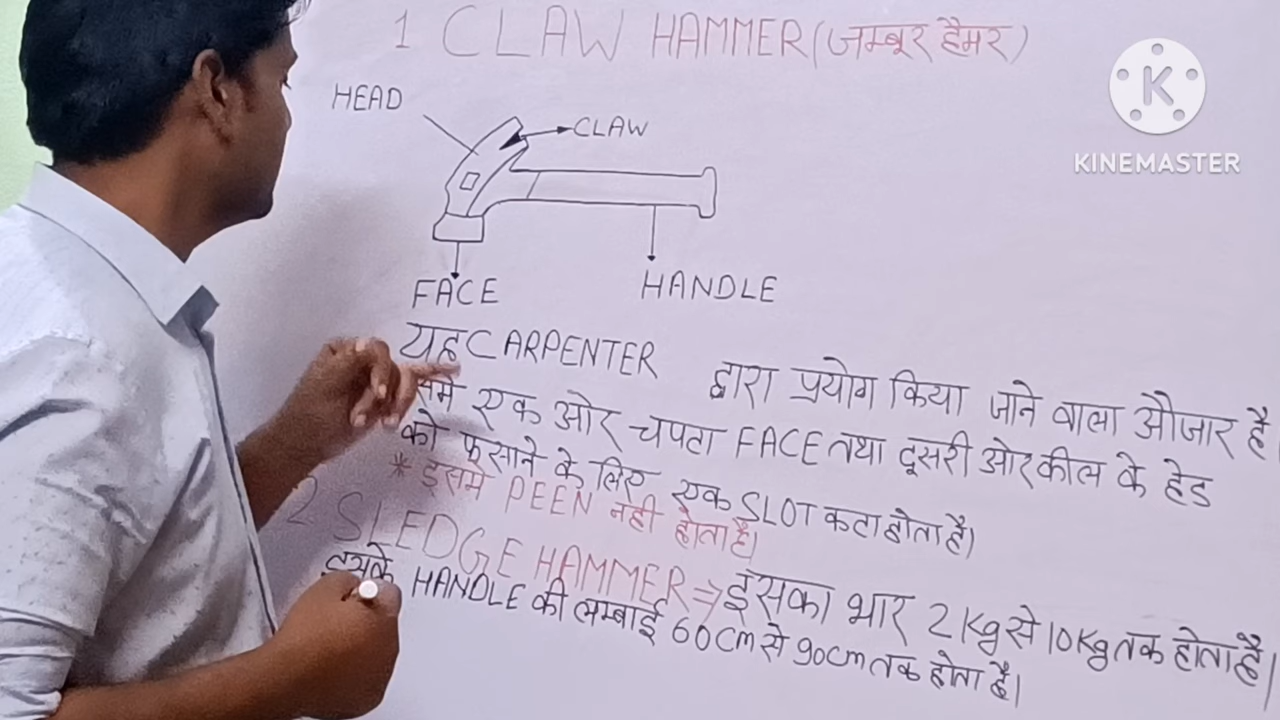 1 CLAW HAMMER (जम्बूर हैमर)
HEAD
CLAW
KINEMASTER
FACE
HANDLE
यह CARPENTER द्वारा प्रयोग किया जाने वाला औजार है
समे एक ओर चपटा FACE तथा दूसरी ओर कील के हेड
को फसाने के लिए एक SLOT कटा होता है।
* इसमे PEEN नही होता है।
2 SLEDGE HAMMER ⇒ इसका भार 2 Kg से 10 Kg तक होता है।
इसके HANDLE की लम्बाई 60 Cm से 90 Cm तक होता है।